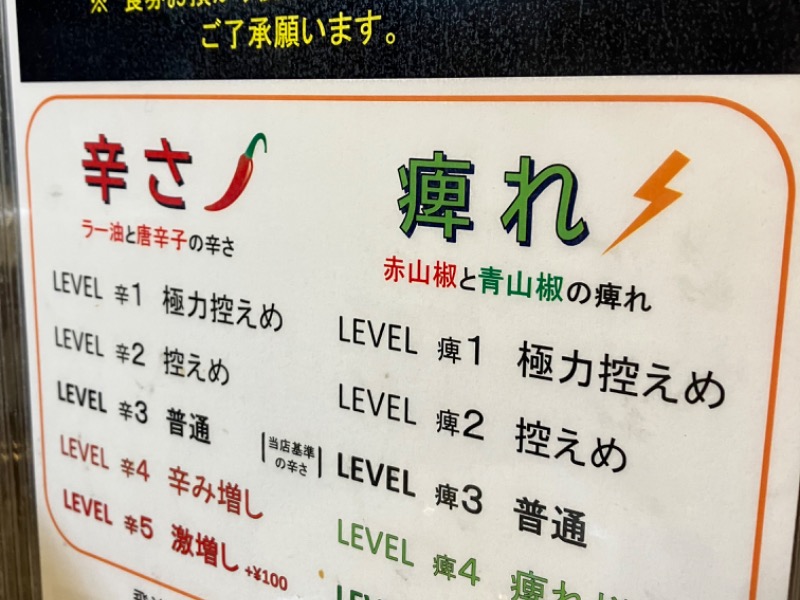 ご了承願います。
辛さ
ラー油と唐辛子の辛さ
LEVEL 辛1 極力控えめ
LEVEL 辛2 控えめ
LEVEL 辛3 普通
当店基準
の辛さ
LEVEL 辛4 辛み増し
LEVEL 辛5 激増し +¥100
痺れ
赤山椒と青山椒の痺れ
LEVEL 痺1 極力控えめ
LEVEL 痺2 控えめ
LEVEL 痺3 普通
LEVEL 痺4 痺れ